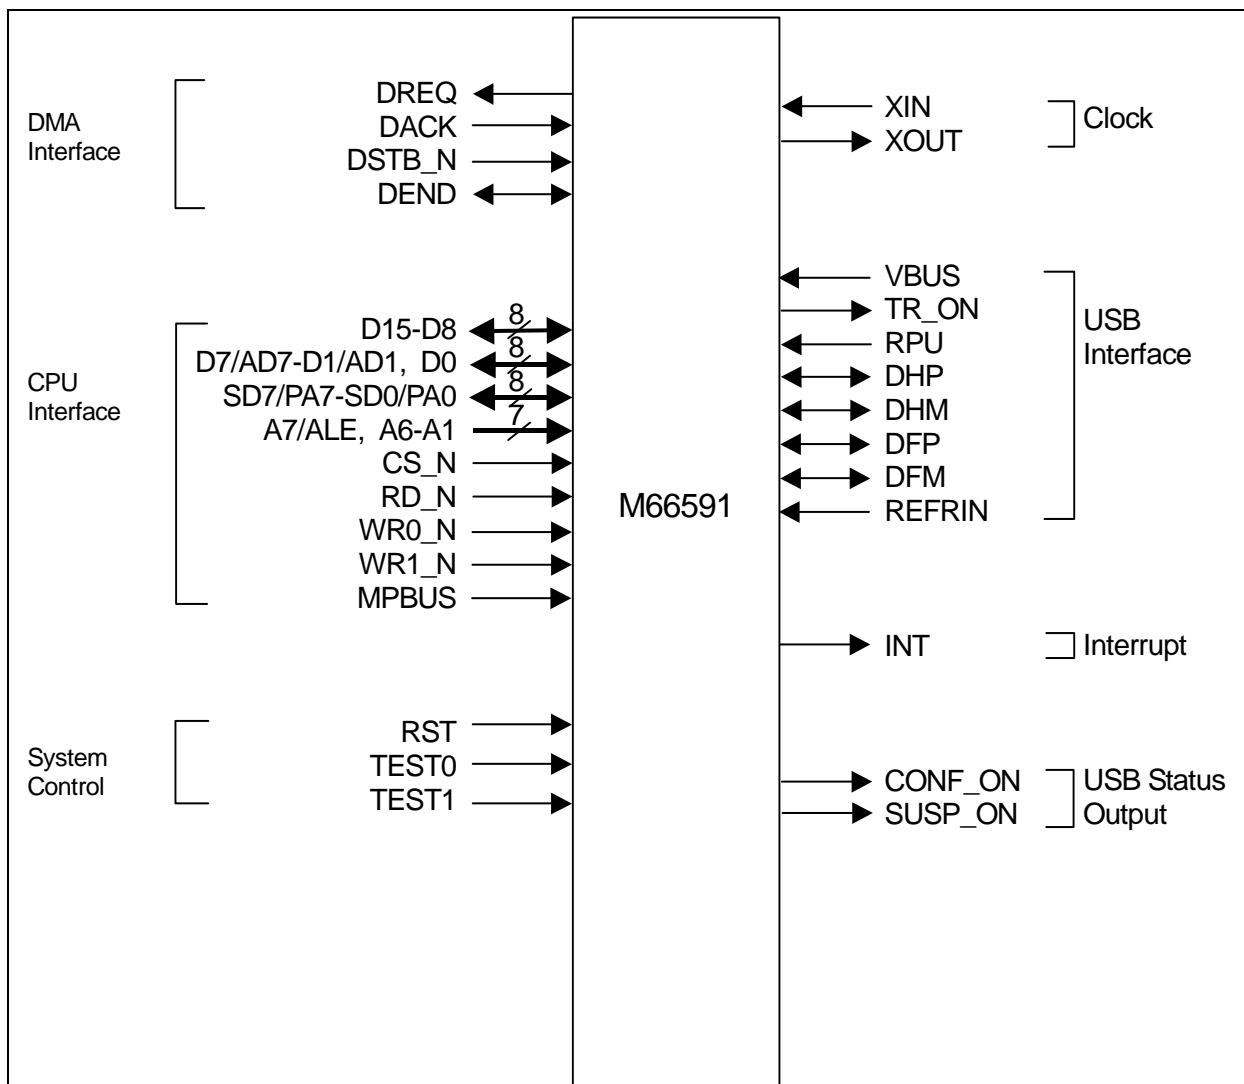 DMA
Interface
DREQ
DACK
DSTB_N
DEND
CPU
Interface
D15-D8 8
D7/AD7-D1/AD1, D0 8
SD7/PA7-SD0/PA0 8
A7/ALE, A6-A1 7
CS_N
RD_N
WR0_N
WR1_N
MPBUS
System
Control
RST
TEST0
TEST1
M66591
XIN
XOUT
Clock
VBUS
TR_ON
RPU
DHP
DHM
DFP
DFM
REFRIN
USB
Interface
INT
Interrupt
CONF_ON
SUSP_ON
USB Status
Output